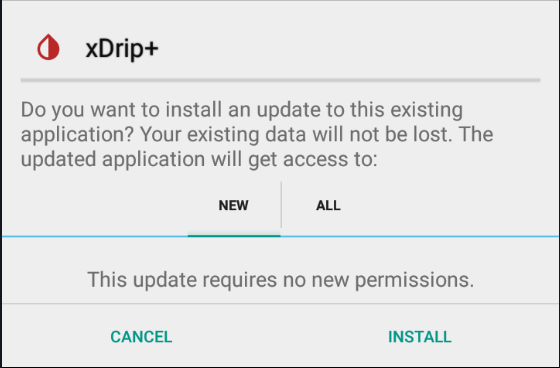 xDrip+
Do you want to install an update to this existing
application? Your existing data will not be lost. The
updated application will get access to:
NEW ALL
This update requires no new permissions.
CANCEL INSTALL